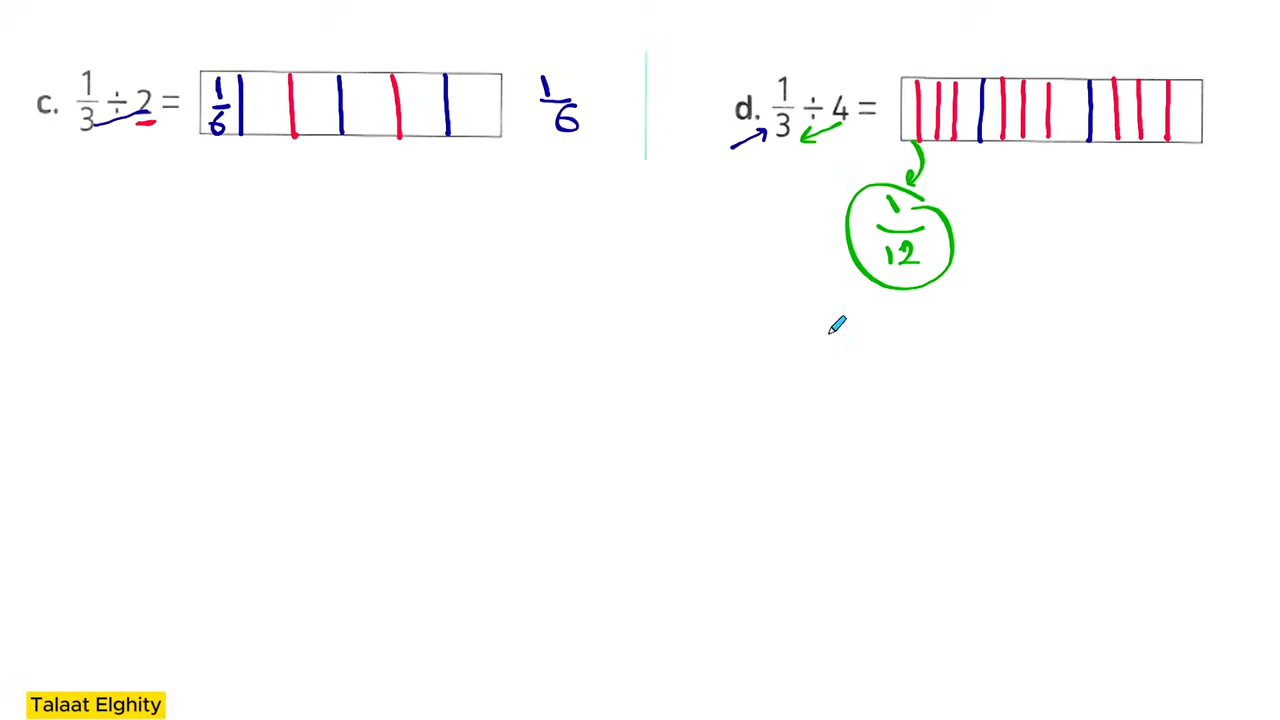 c. 1/3 ÷ 2 = 1/6 1/6
d. 1/3 ÷ 4 =
1/12
Talaat Elghity